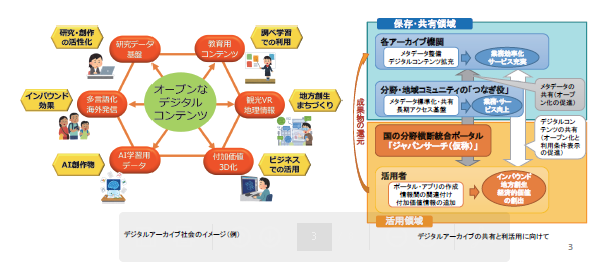 研究・創作
の活性化
研究データ
基盤
教育用
コンテンツ
調べ学習
での利用
インバウンド
効果
多言語化
海外発信
オープンな
デジタル
コンテンツ
観光VR
地理情報
地方創生
まちづくり
AI創作物
AI学習用
データ
付加価値
3D化
ビジネス
での活用
デジタルアーカイブ社会のイメージ（例）
3
保存・共有領域
各アーカイブ機関
メタデータ整備
デジタルコンテンツ拡充
業務効率化
サービス充実
分野・地域コミュニティの「つなぎ役」
メタデータ標準化・共有
長期アクセス基盤
業務・サー
ビス向上
メタデータの
共有（オープ
ン化の促進）
成果物の還元
国の分野横断統合ポータル
「ジャパンサーチ（仮称）」
デジタルコン
テンツの共有
（オープン化と
利用条件表示
の促進）
活用者
ポータル・アプリの作成
情報間の関連付け
付加価値情報の追加
インバウンド
地方創生
経済的価値
の創出
活用領域
デジタルアーカイブの共有と利活用に向けて
3